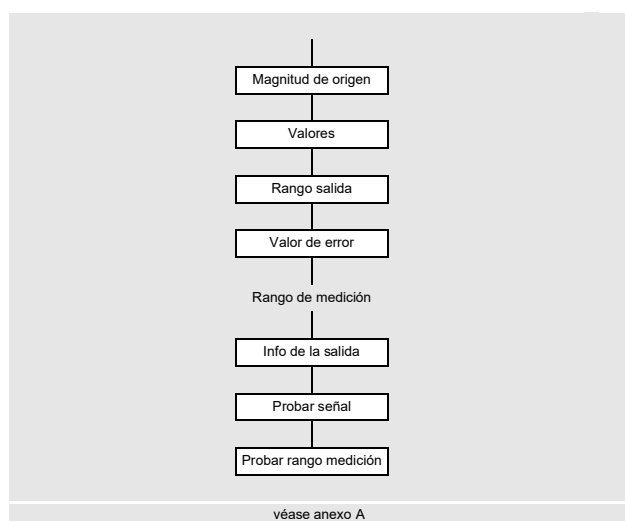 Magnitud de origen
Valores
Rango salida
Valor de error
Rango de medición
Info de la salida
Probar señal
Probar rango medición
véase anexo A